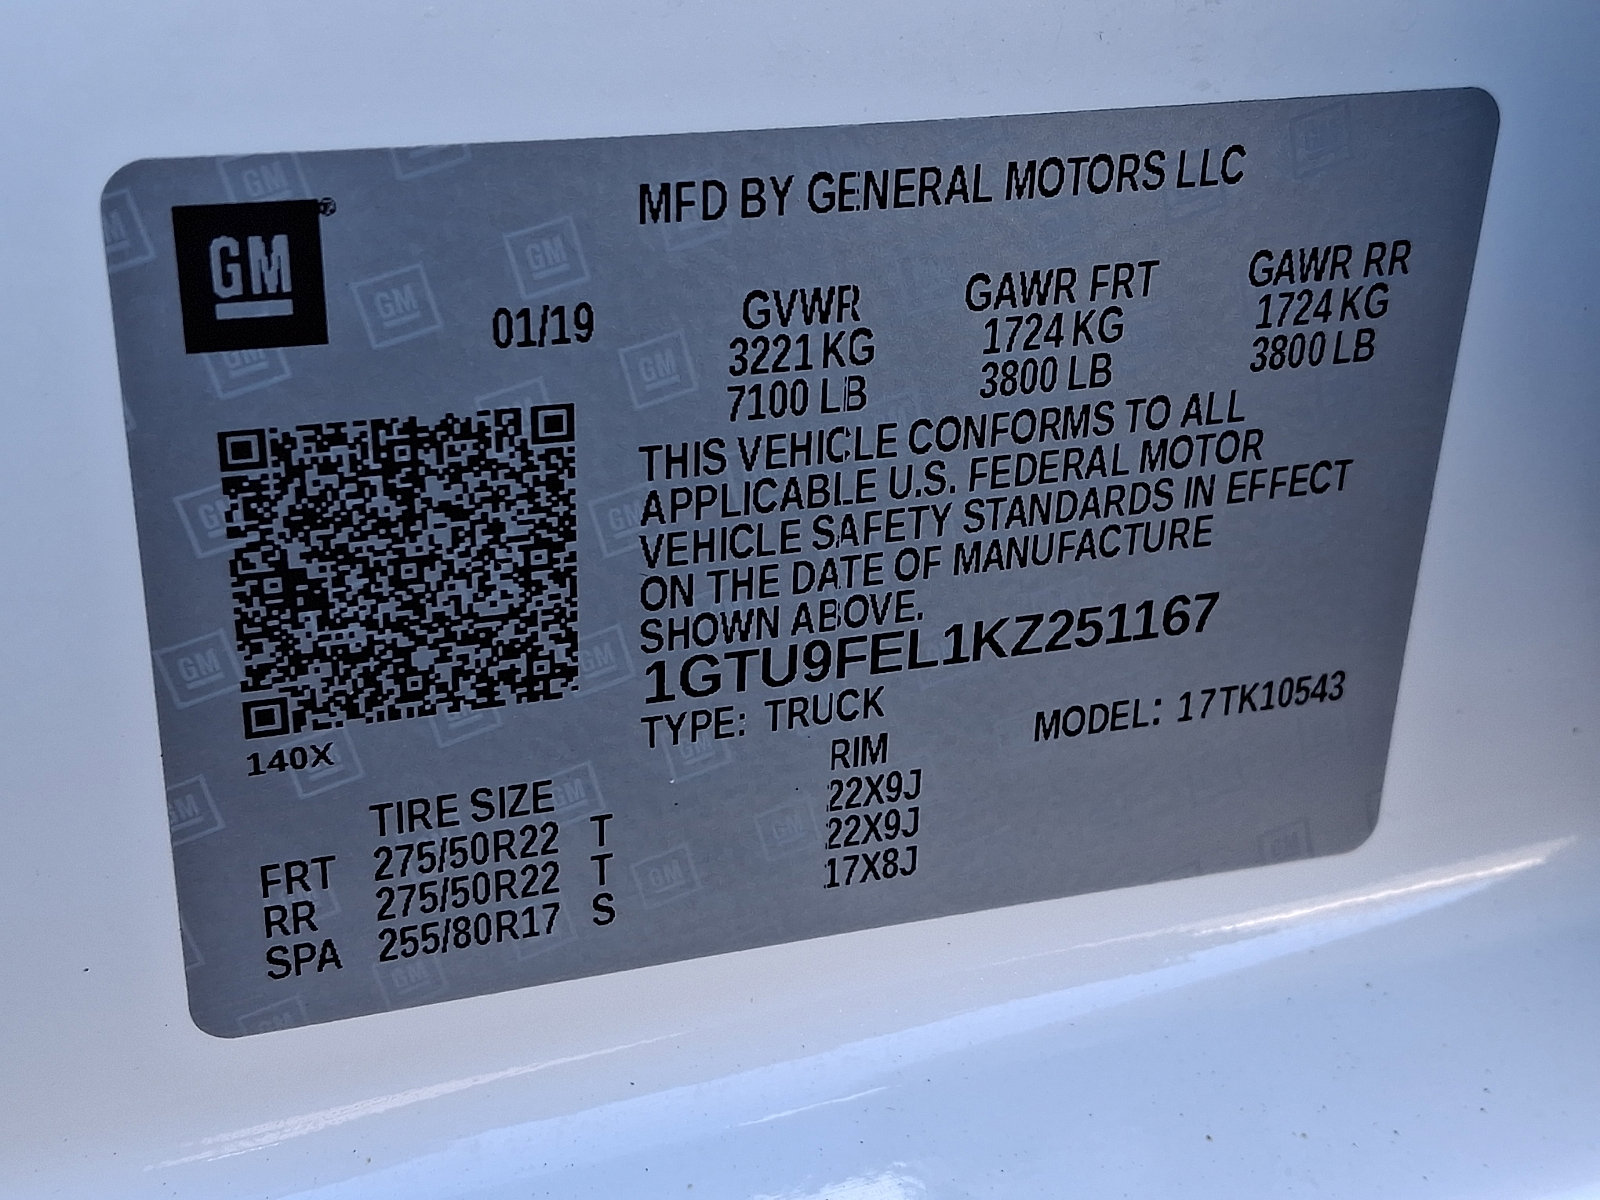 GM®
MFD BY GENERAL MOTORS LLC
01/19
GVWR GAWR FRT GAWR RR
3221 KG 1724 KG 1724 KG
7100 LB 3800 LB 3800 LB
THIS VEHICLE CONFORMS TO ALL
APPLICABLE U.S. FEDERAL MOTOR
VEHICLE SAFETY STANDARDS IN EFFECT
ON THE DATE OF MANUFACTURE
SHOWN ABOVE.
1GTU9FEL1KZ251167
TYPE: TRUCK MODEL: 17TK10543
140X
TIRE SIZE RIM
FRT 275/50R22 T 22X9J
RR 275/50R22 T 22X9J
SPA 255/80R17 S 17X8J